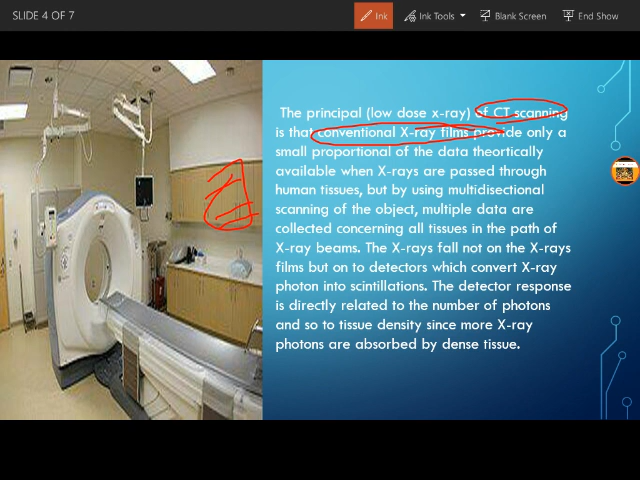 SLIDE 4 OF 7
Ink
Ink Tools
Blank Screen
End Show
The principal (low dose x-ray) of CT scanning
is that conventional X-ray films provide only a
small proportional of the data theortically
available when X-rays are passed through
human tissues, but by using multidisectional
scanning of the object, multiple data are
collected concerning all tissues in the path of
X-ray beams. The X-rays fall not on the X-rays
films but on to detectors which convert X-ray
photon into scintillations. The detector response
is directly related to the number of photons
and so to tissue density since more X-ray
photons are absorbed by dense tissue.